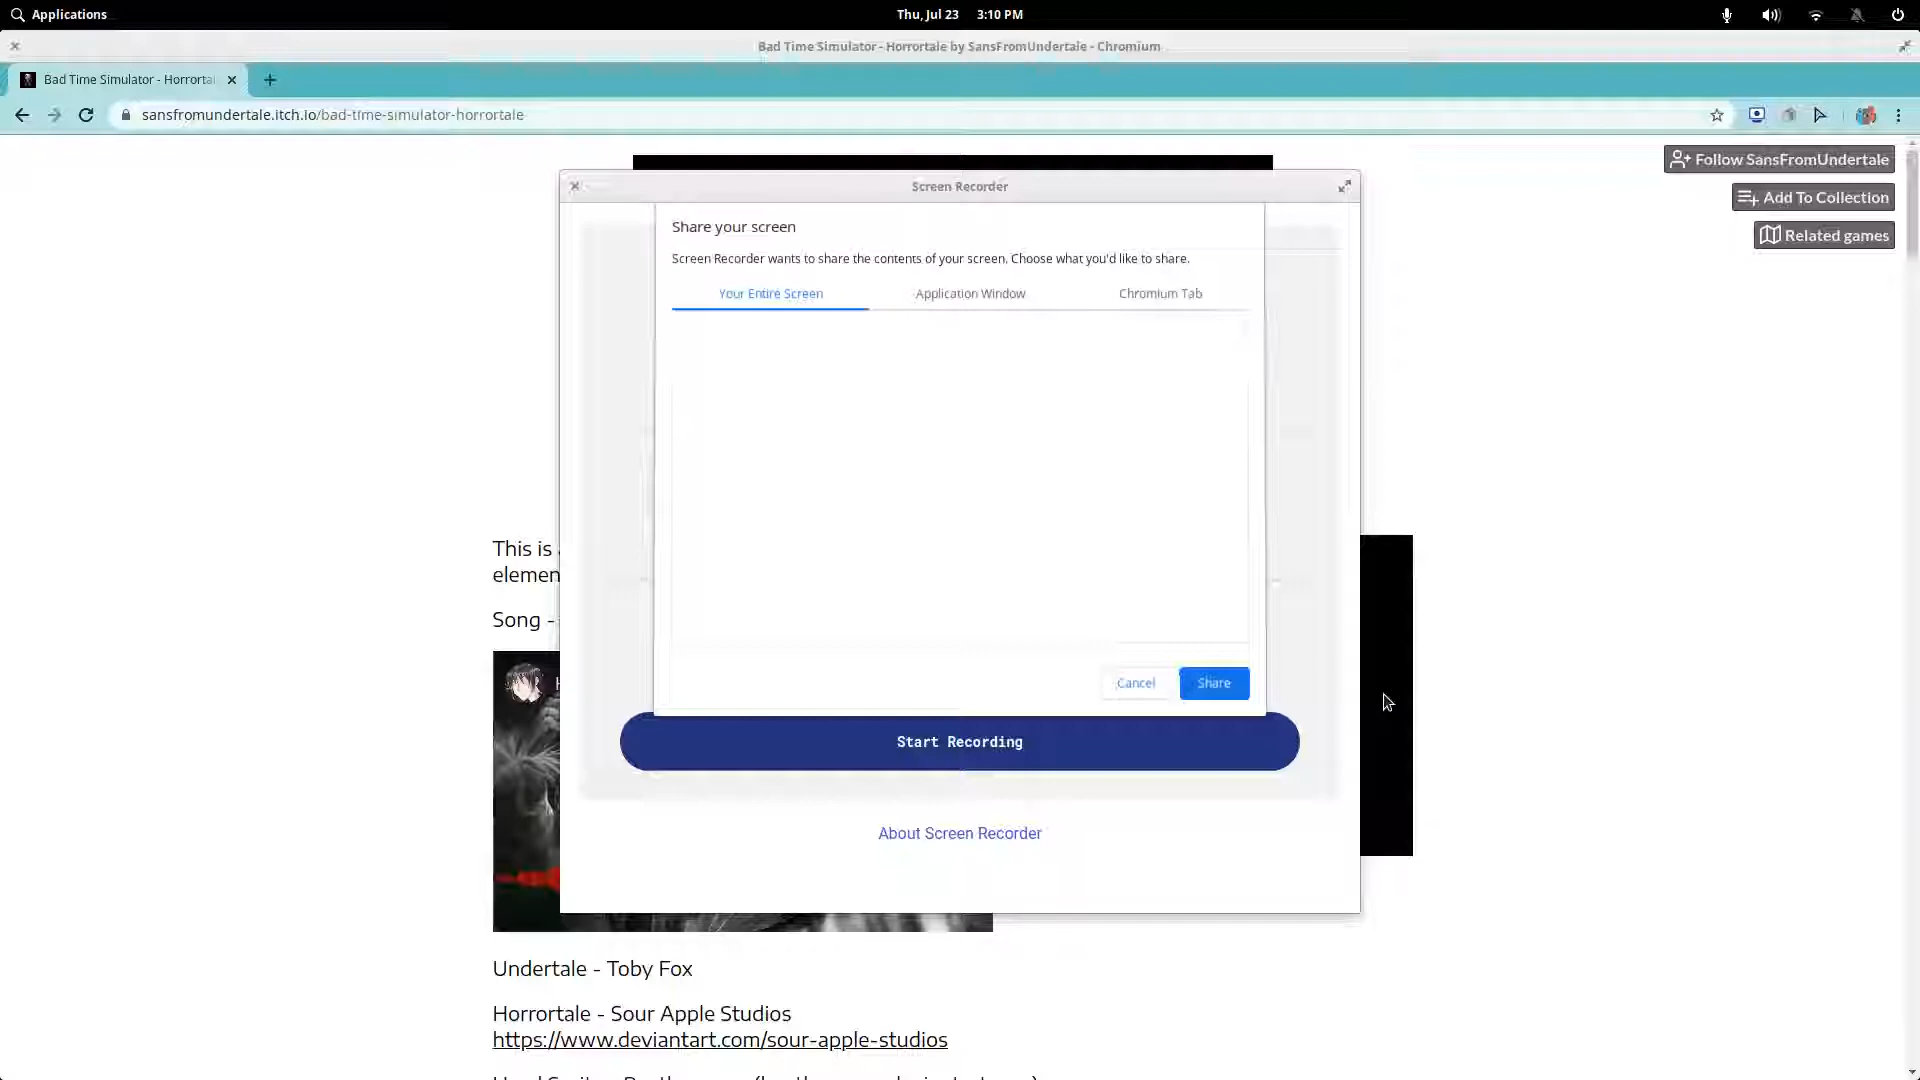 Applications
Thu, Jul 23 3:10 PM
Bad Time Simulator - Horrortale by SansFromUndertale - Chromium
Bad Time Simulator - Horrorta
sansfromundertale.itch.io/bad-time-simulator-horrortale
Follow SansFromUndertale
Add To Collection
Related games
Screen Recorder
Share your screen
Screen Recorder wants to share the contents of your screen. Choose what you'd like to share.
Your Entire Screen Application Window Chromium Tab
Cancel Share
Start Recording
About Screen Recorder
This is
elemen
Song -
Undertale - Toby Fox
Horrortale - Sour Apple Studios
https://www.deviantart.com/sour-apple-studios